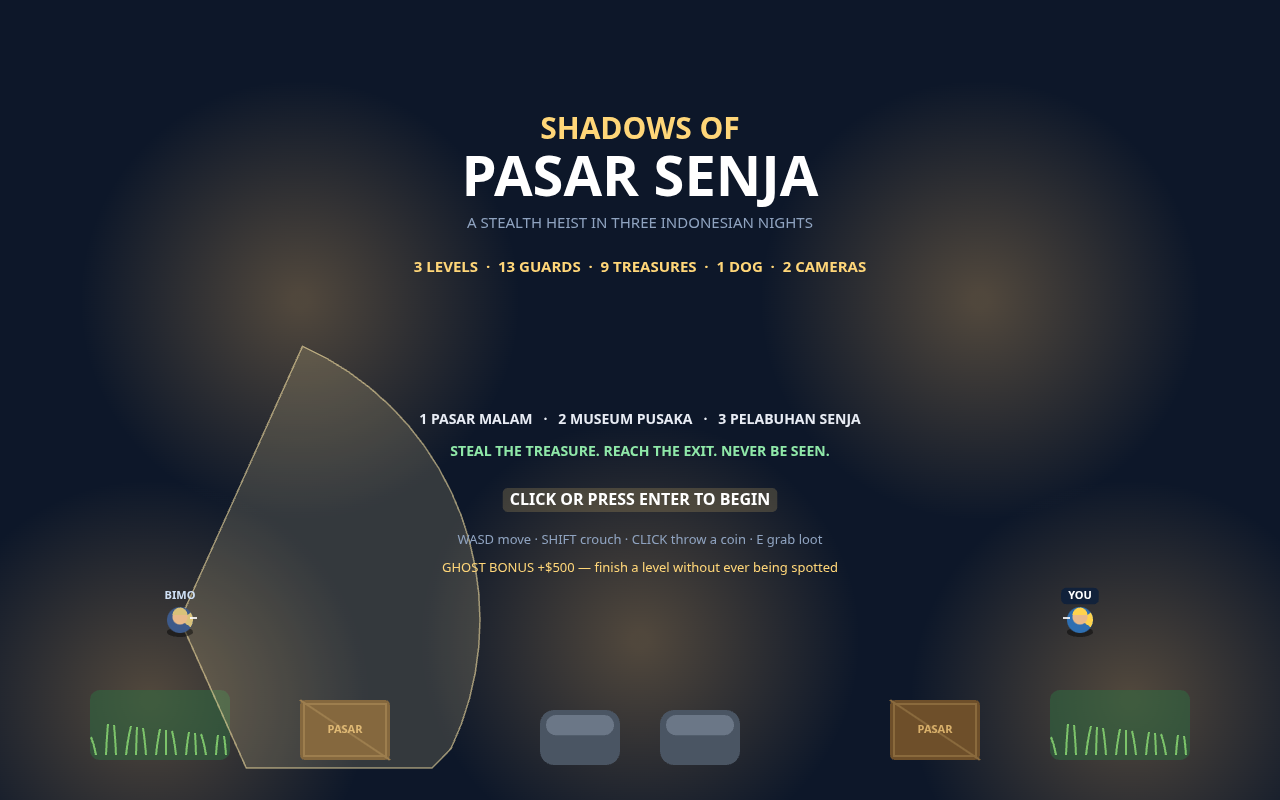 SHADOWS OF
PASAR SENJA
A STEALTH HEIST IN THREE INDONESIAN NIGHTS
3 LEVELS · 13 GUARDS · 9 TREASURES · 1 DOG · 2 CAMERAS
1 PASAR MALAM · 2 MUSEUM PUSAKA · 3 PELABUHAN SENJA
STEAL THE TREASURE. REACH THE EXIT. NEVER BE SEEN.
CLICK OR PRESS ENTER TO BEGIN
WASD move · SHIFT crouch · CLICK throw a coin · E grab loot
GHOST BONUS +$500 — finish a level without ever being spotted
BIMO
YOU
PASAR
PASAR